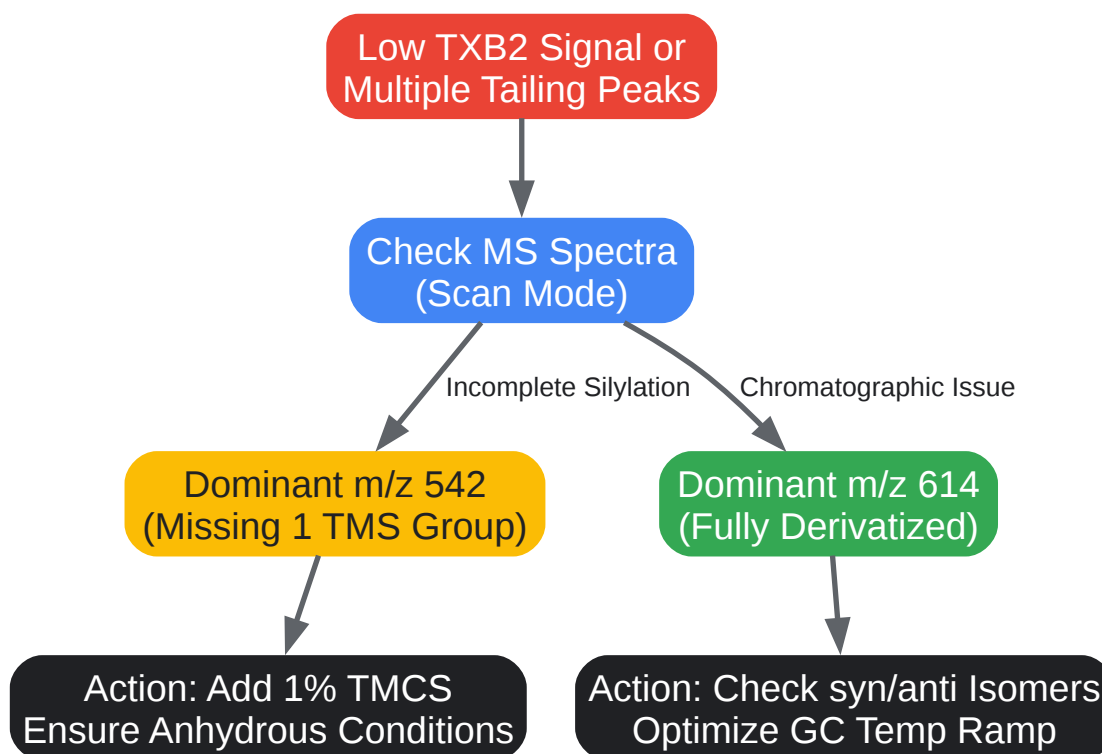 Low TXB2 Signal or
Multiple Tailing Peaks
Check MS Spectra
(Scan Mode)
Incomplete Silylation
Chromatographic Issue
Dominant m/z 542
(Missing 1 TMS Group)
Dominant m/z 614
(Fully Derivatized)
Action: Add 1% TMCS
Ensure Anhydrous Conditions
Action: Check syn/anti Isomers
Optimize GC Temp Ramp